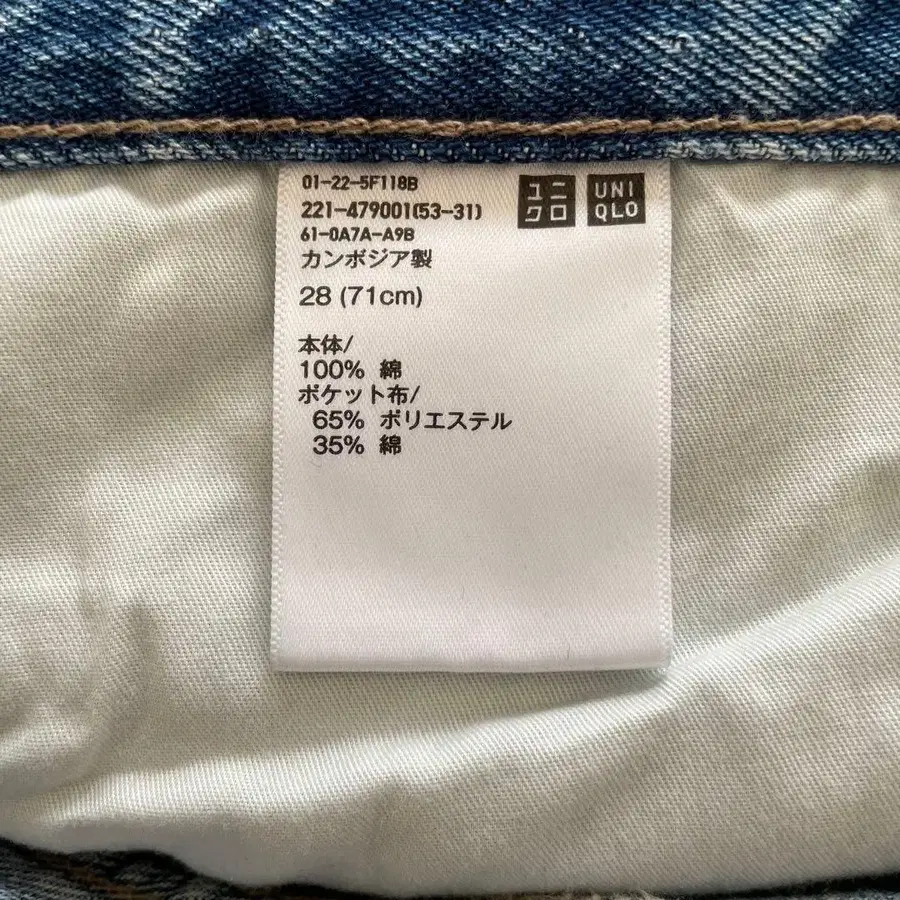 01-22-5F118B
221-479001(53-31)
61-0A7A-A9B
カンボジア製
28 (71cm)
ユニ
クロ
UNI
QLO
本体/
100% 綿
ポケット布/
65% ポリエステル
35% 綿